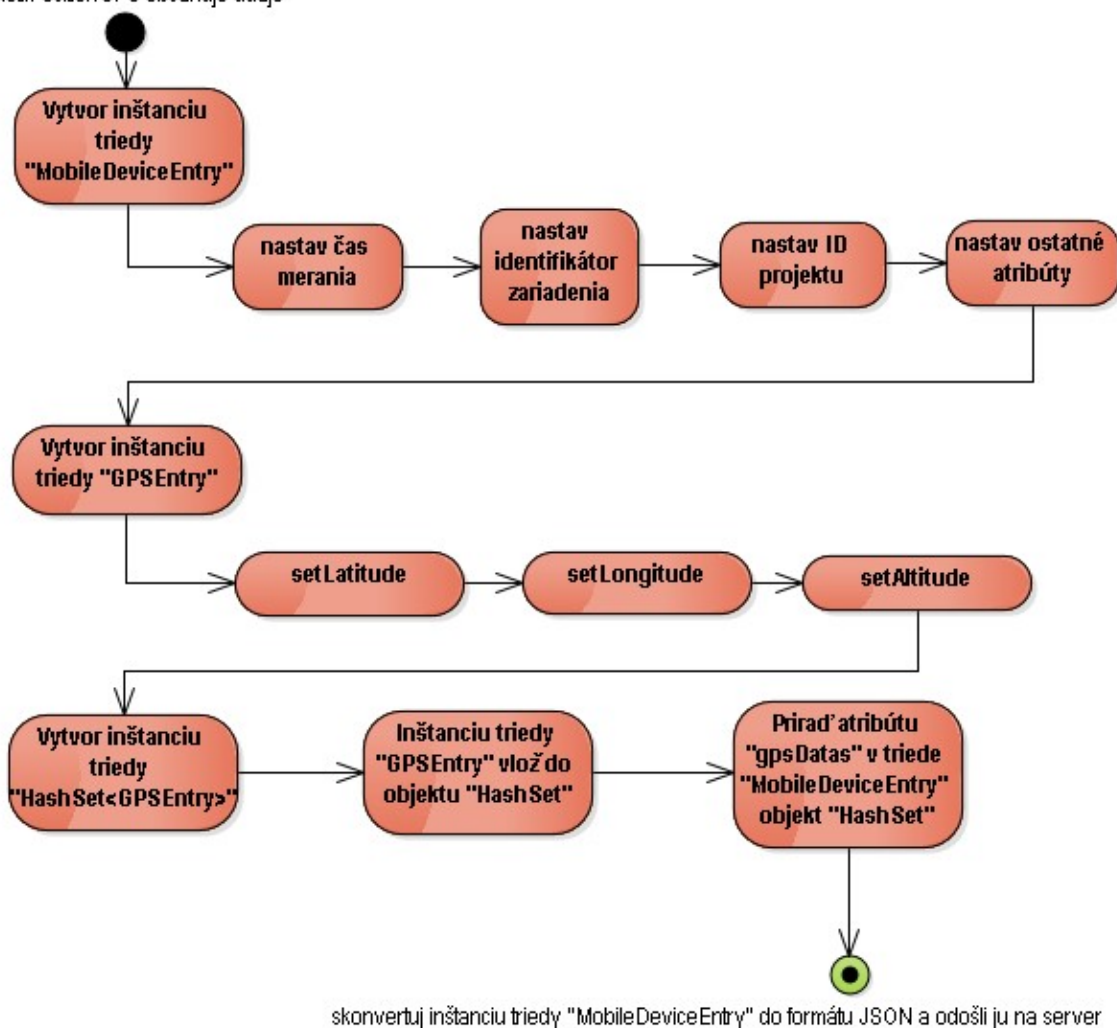 Vytvor inštanciu
triedy
"MobileDeviceEntry"
nastav čas
merania
nastav
identifikátor
zariadenia
nastav ID
projektu
nastav ostatné
atribúty
Vytvor inštanciu
triedy "GPSEntry"
setLatitude
setLongitude
setAltitude
Vytvor inštanciu
triedy
"HashSet<GPSEntry>"
Inštanciu triedy
"GPSEntry" vlož do
objektu "HashSet"
Priraď atribútu
"gpsDatas" v triede
"MobileDeviceEntry"
objekt "HashSet"
skonvertuj inštanciu triedy "MobileDeviceEntry" do formátu JSON a odošli ju na server